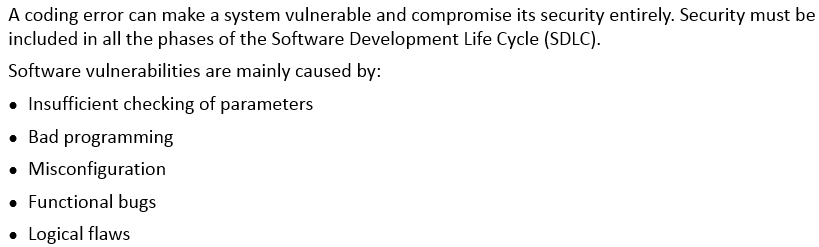 A coding error can make a system vulnerable and compromise its security entirely. Security must be
included in all the phases of the Software Development Life Cycle (SDLC).
Software vulnerabilities are mainly caused by:
• Insufficient checking of parameters
• Bad programming
• Misconfiguration
• Functional bugs
• Logical flaws